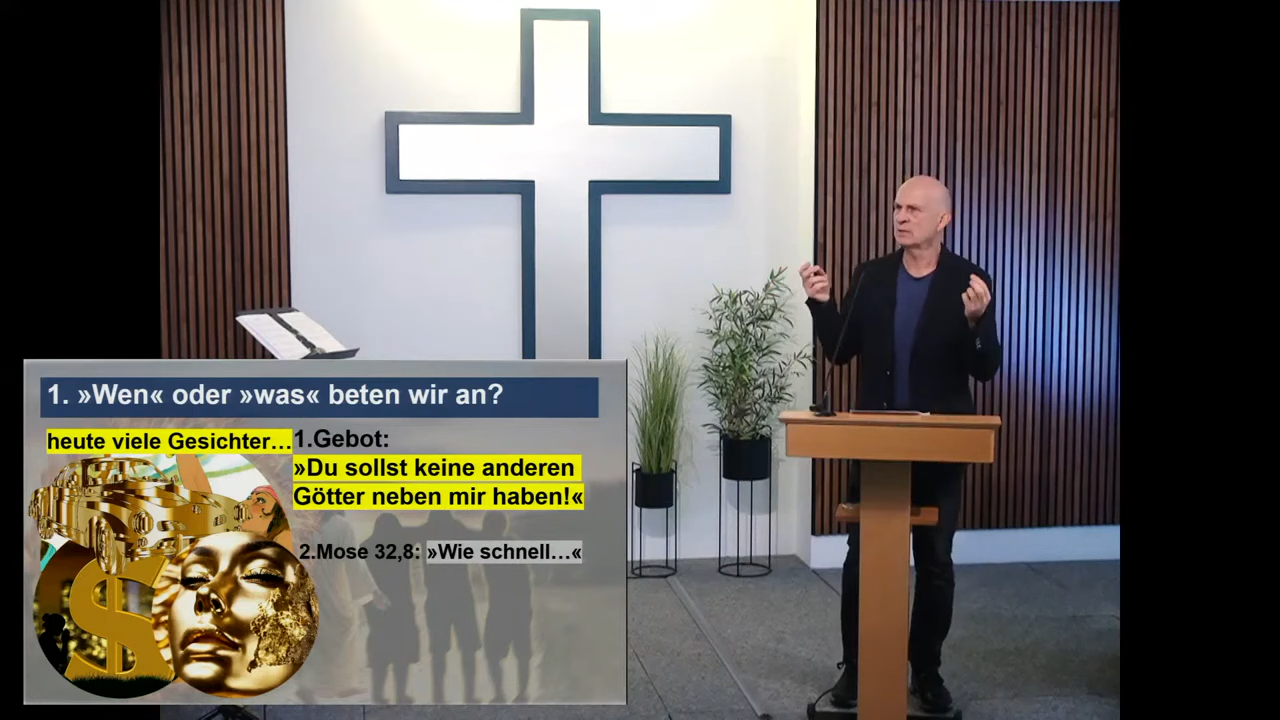 1. »Wen« oder »was« beten wir an?
heute viele Gesichter…
1.Gebot:
»Du sollst keine anderen
Götter neben mir haben!«
2.Mose 32,8: »Wie schnell…«